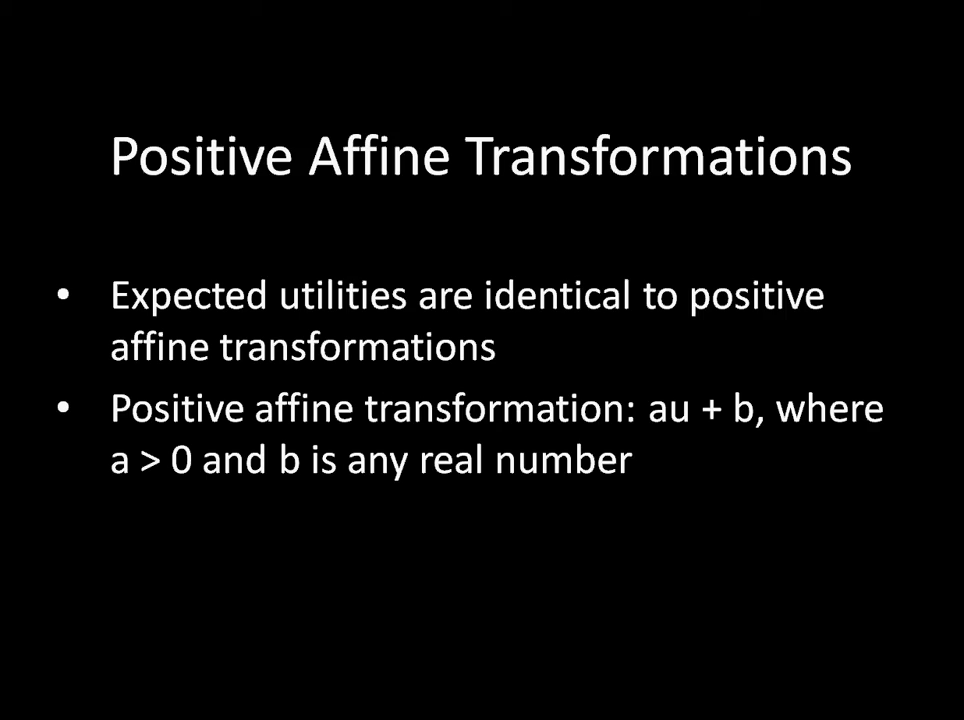 Positive Affine Transformations
• Expected utilities are identical to positive
affine transformations
• Positive affine transformation: au + b, where
a > 0 and b is any real number